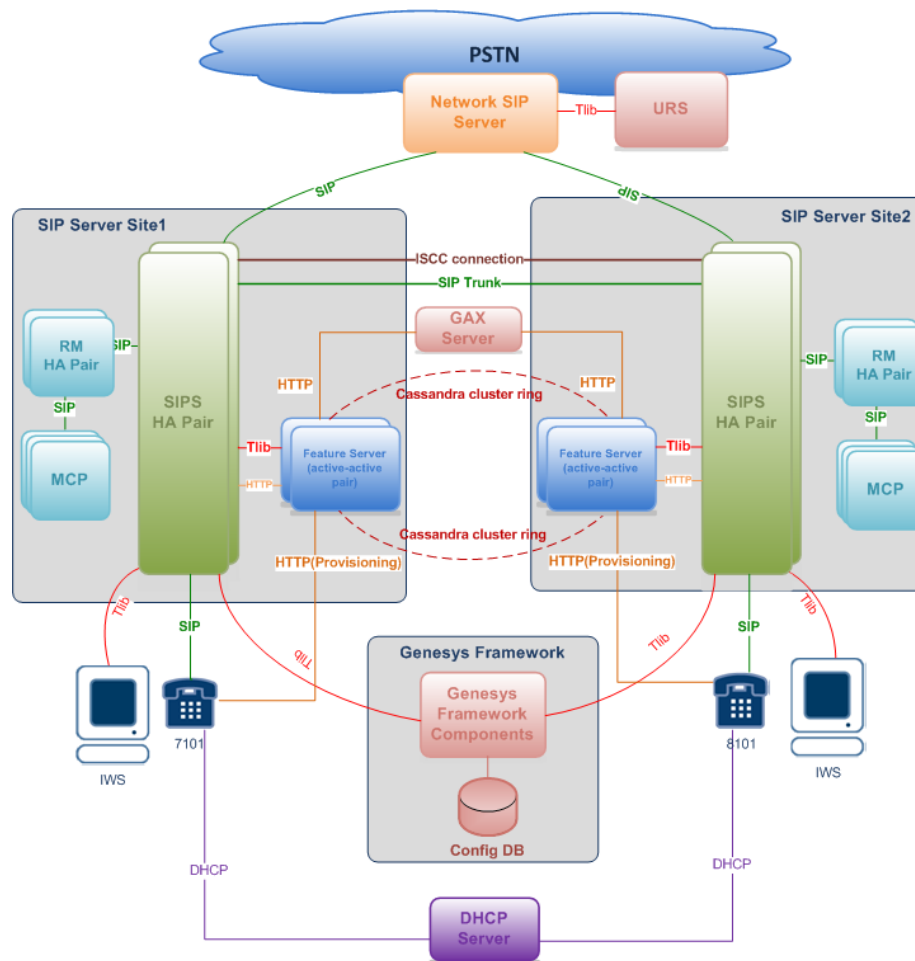 PSTN
Network SIP
Server
Tlib
URS
SIP
SIP
SIP Server Site1
SIP Server Site2
ISCC connection
SIP Trunk
GAX
Server
RM
HA Pair
SIP
SIPS
HA Pair
SIP
MCP
HTTP
HTTP
Cassandra cluster ring
Tlib
HTTP
Feature Server
(active-active
pair)
Feature Server
(active-active
pair)
Tlib
HTTP
SIPS
HA Pair
SIP
RM
HA Pair
SIP
MCP
Cassandra cluster ring
HTTP(Provisioning)
HTTP(Provisioning)
Tlib
SIP
Tlib
Tlib
SIP
Tlib
Genesys Framework
Genesys
Framework
Components
Config DB
IWS
7101
8101
IWS
DHCP
DHCP
DHCP
Server